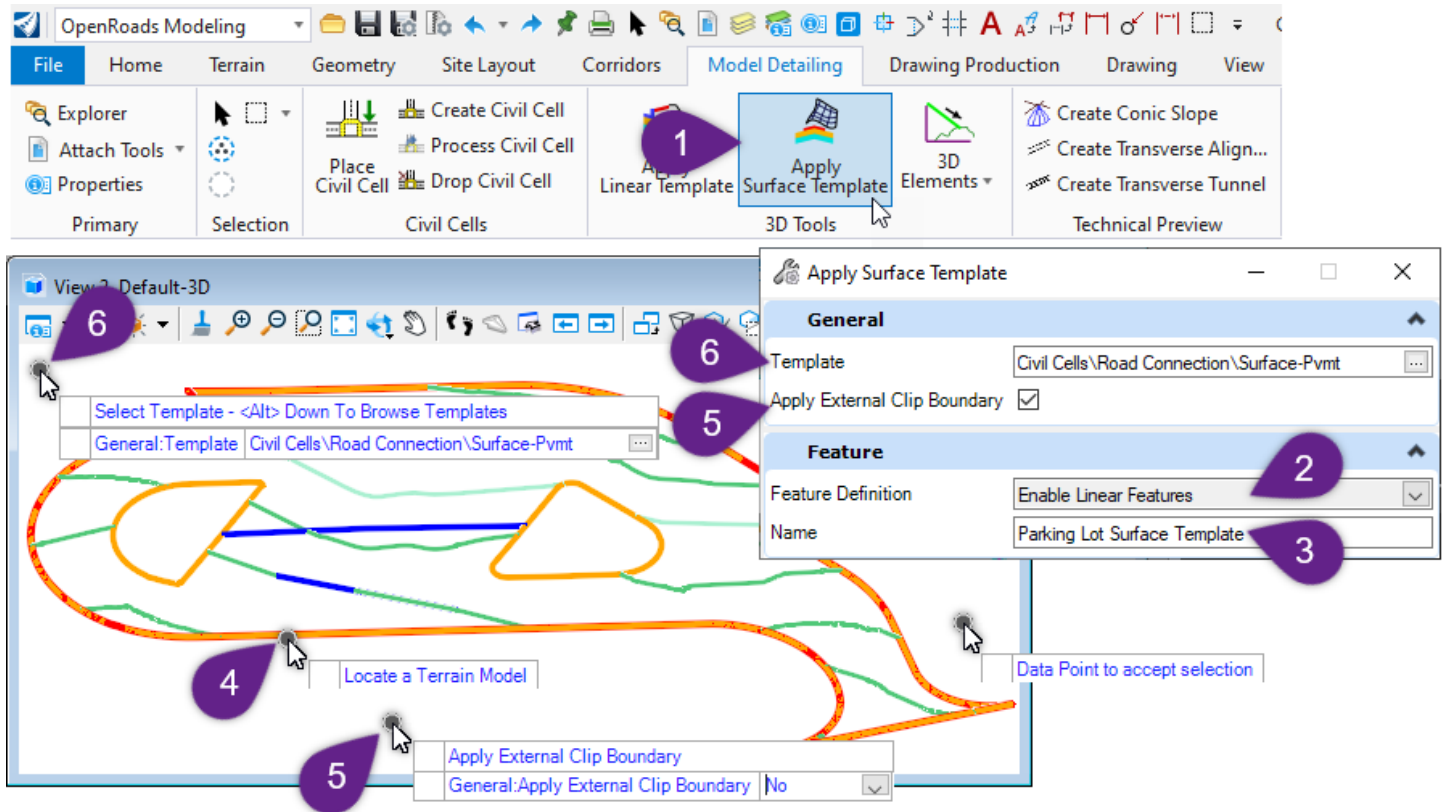 OpenRoads Modeling
File Home Terrain Geometry Site Layout Corridors Model Detailing Drawing Production Drawing View
Explorer
Attach Tools
Properties
Primary
Selection
Place
Civil Cell
Create Civil Cell
Process Civil Cell
Drop Civil Cell
Civil Cells
1
Apply
Linear Template
Apply
Surface Template
3D
Elements
3D Tools
Create Conic Slope
Create Transverse Align...
Create Transverse Tunnel
Technical Preview
View 2, Default-3D
6
Select Template - <Alt> Down To Browse Templates
General:Template Civil Cells\Road Connection\Surface-Pvmt ...
4
Locate a Terrain Model
5
Apply External Clip Boundary
General:Apply External Clip Boundary No
Data Point to accept selection
Apply Surface Template
General
6
Template Civil Cells\Road Connection\Surface-Pvmt ...
5
Apply External Clip Boundary
Feature
2
Feature Definition Enable Linear Features
Name Parking Lot Surface Template
3